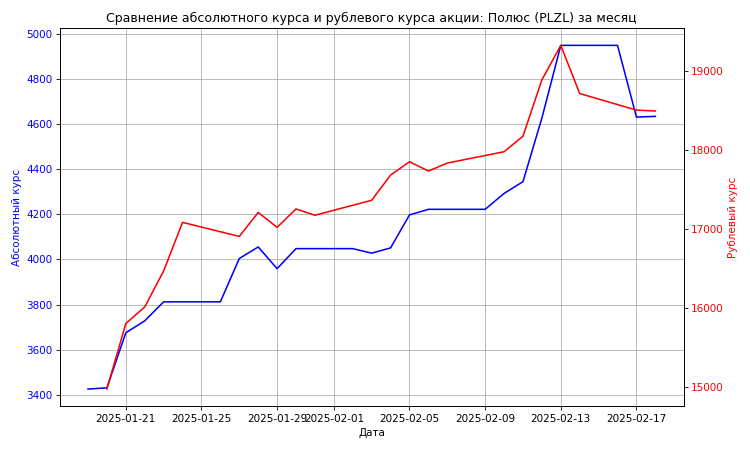 Сравнение абсолютного курса и рублевого курса акции: Полюс (PLZL) за месяц
5000
4800
4600
4400
4200
4000
3800
3600
3400
Абсолютный курс
19000
18000
17000
16000
15000
Рублевый курс
2025-01-21 2025-01-25 2025-01-29 2025-02-01 2025-02-05 2025-02-09 2025-02-13 2025-02-17
Дата